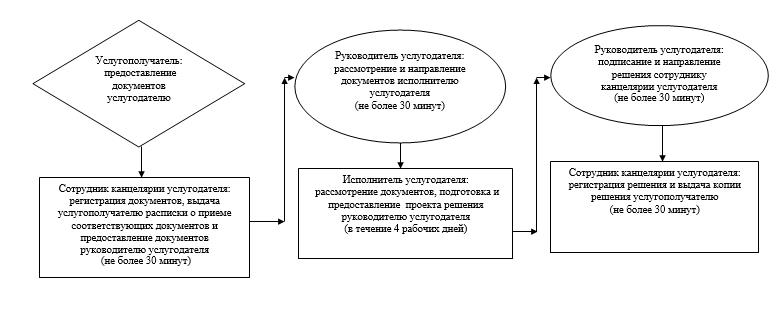 Услугополучатель:
предоставление
документов
услугодателю
Сотрудник канцелярии услугодателя:
регистрация документов, выдача
услугополучателю расписки о приеме
соответствующих документов и
предоставление документов
руководителю услугодателя
(не более 30 минут)
Руководитель услугодателя:
рассмотрение и направление
документов исполнителю
услугодателя
(не более 30 минут)
Исполнитель услугодателя:
рассмотрение документов, подготовка и
предоставление проекта решения
руководителю услугодателя
(в течение 4 рабочих дней)
Руководитель услугодателя:
подписание и направление
решения сотруднику
канцелярии услугодателя
(не более 30 минут)
Сотрудник канцелярии услугодателя:
регистрация решения и выдача копии
решения услугополучателю
(не более 30 минут)